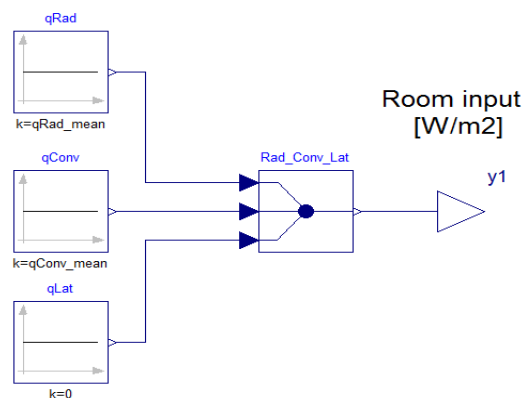 qRad
k=qRad_mean
Room input
[W/m2]
qConv
Rad_Conv_Lat
y1
k=qConv_mean
qLat
k=0